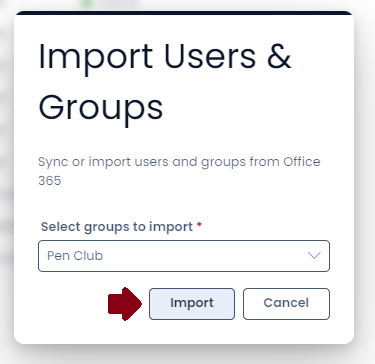 Import Users &
Groups
Sync or import users and groups from Office
365
Select groups to import *
Pen Club
Import
Cancel